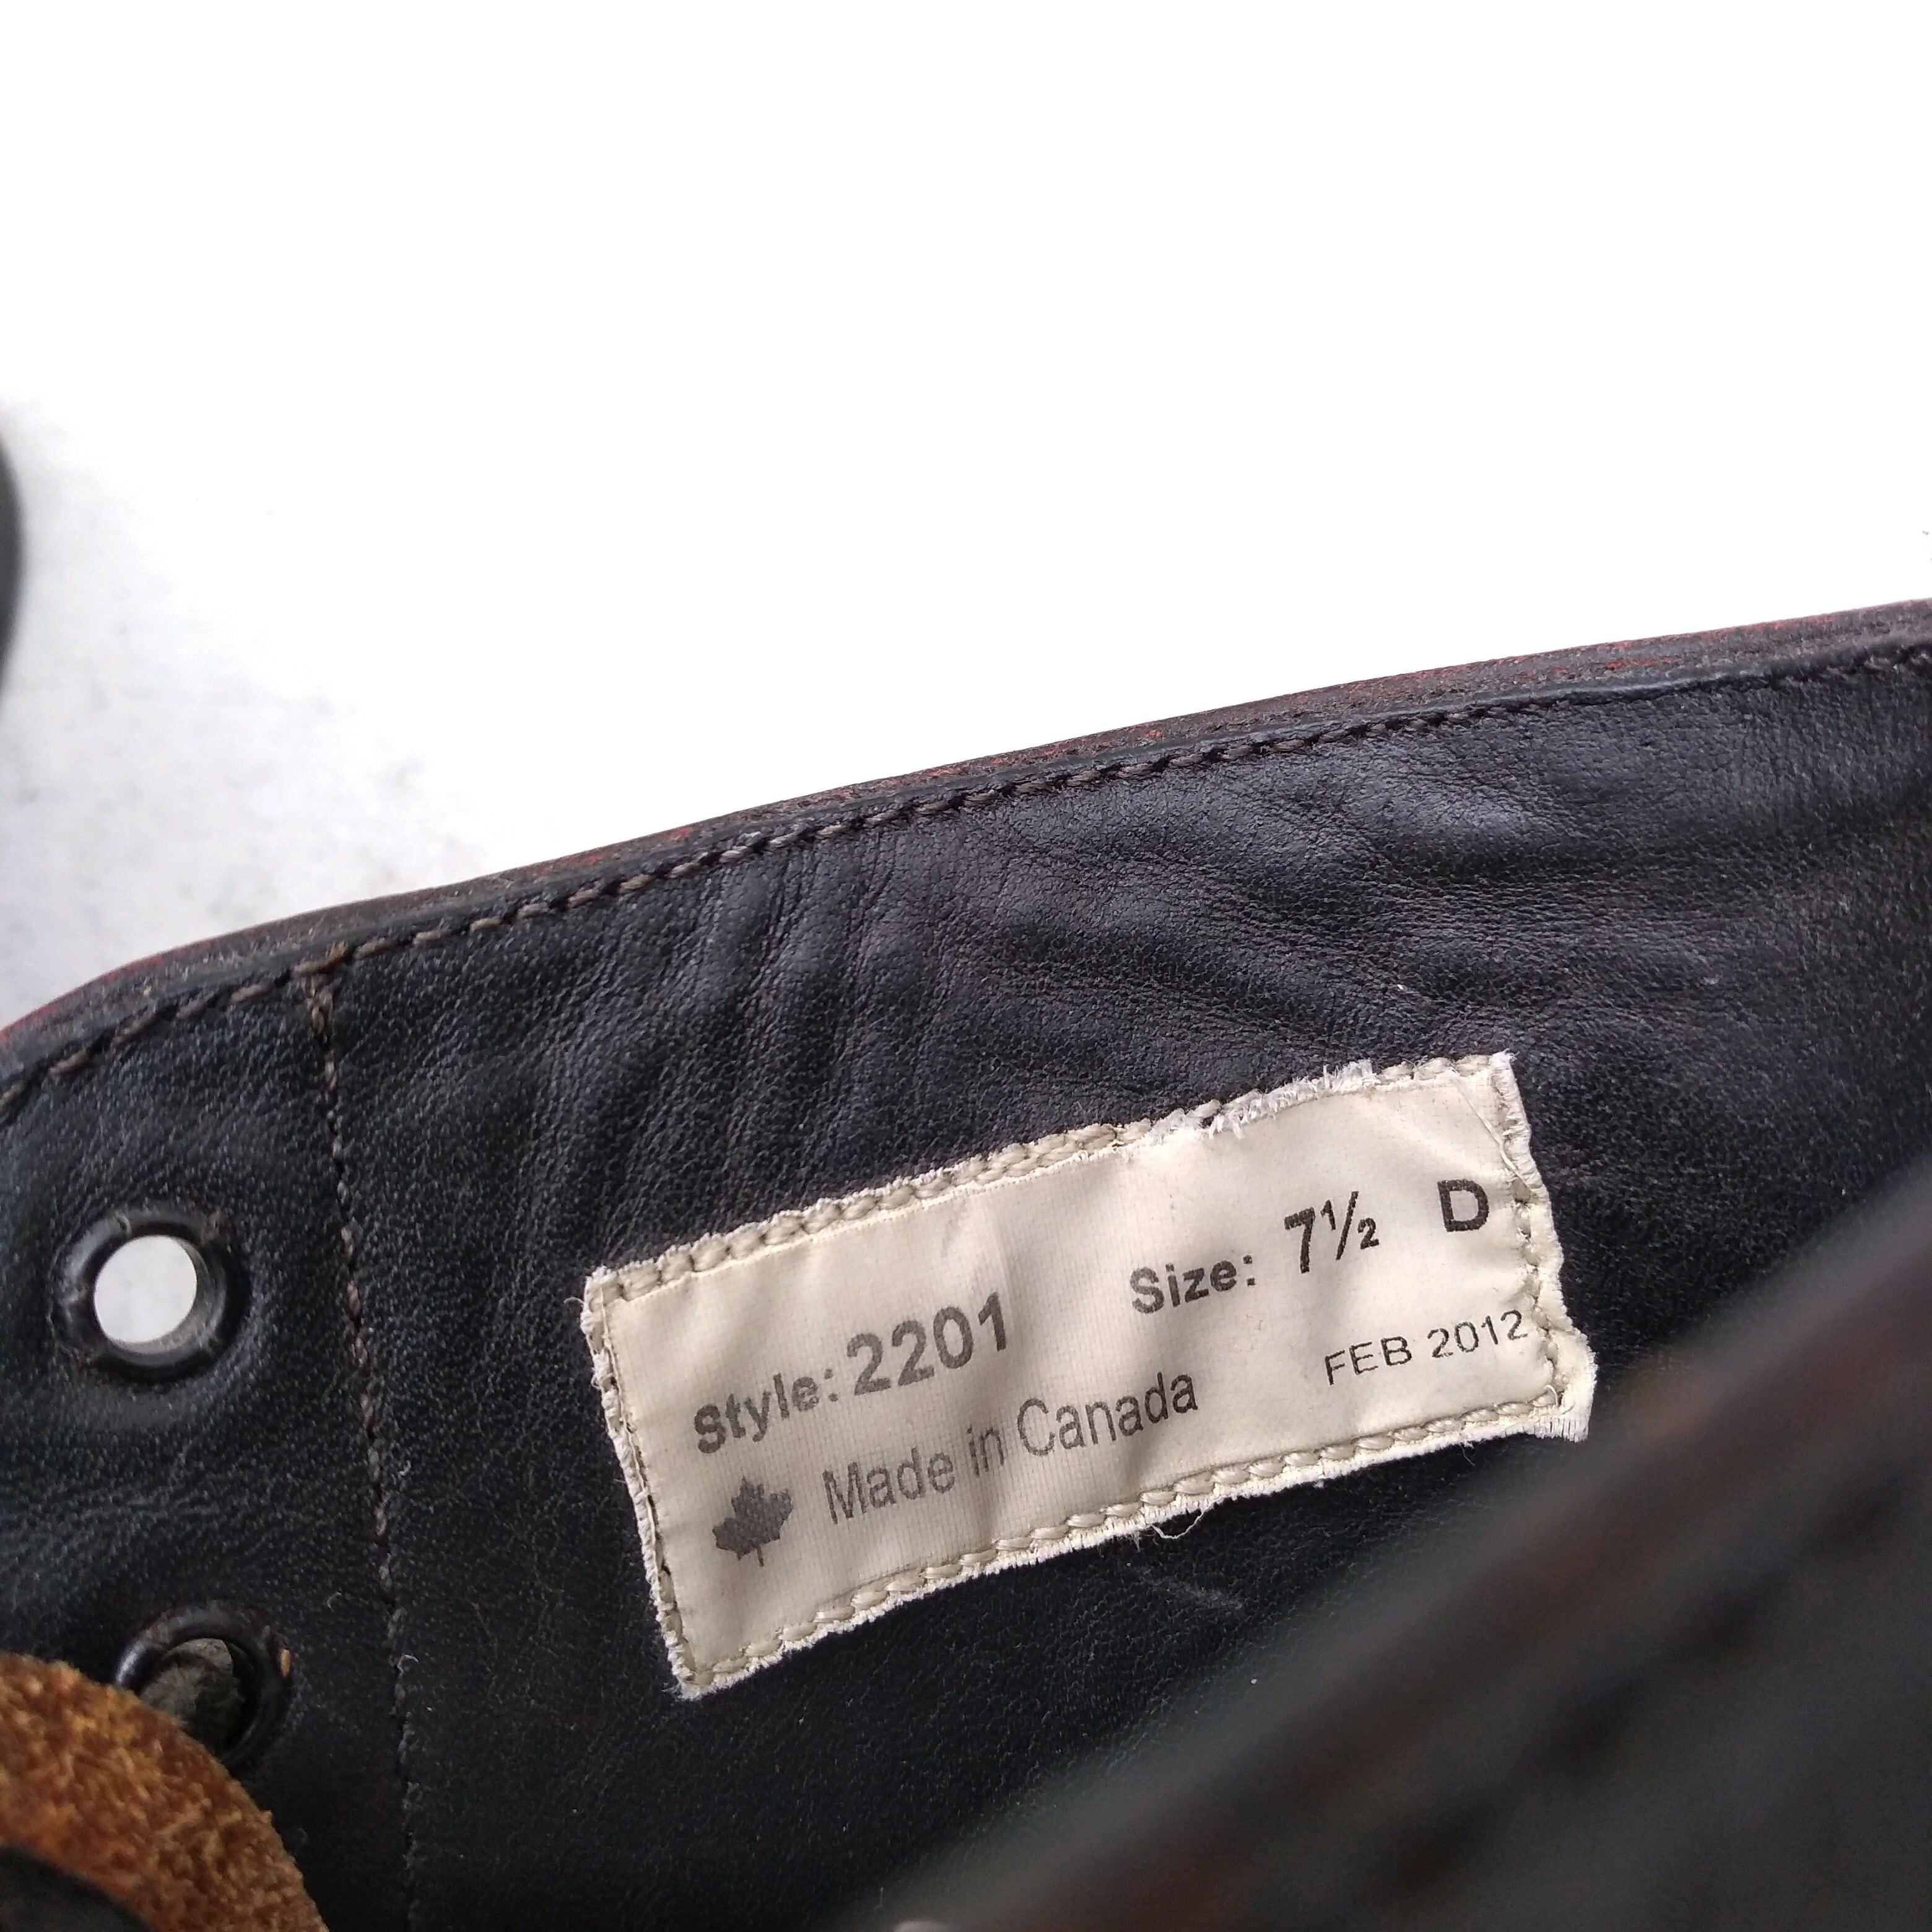 Style: 2201 Size: 7½ D
Made in Canada FEB 2012